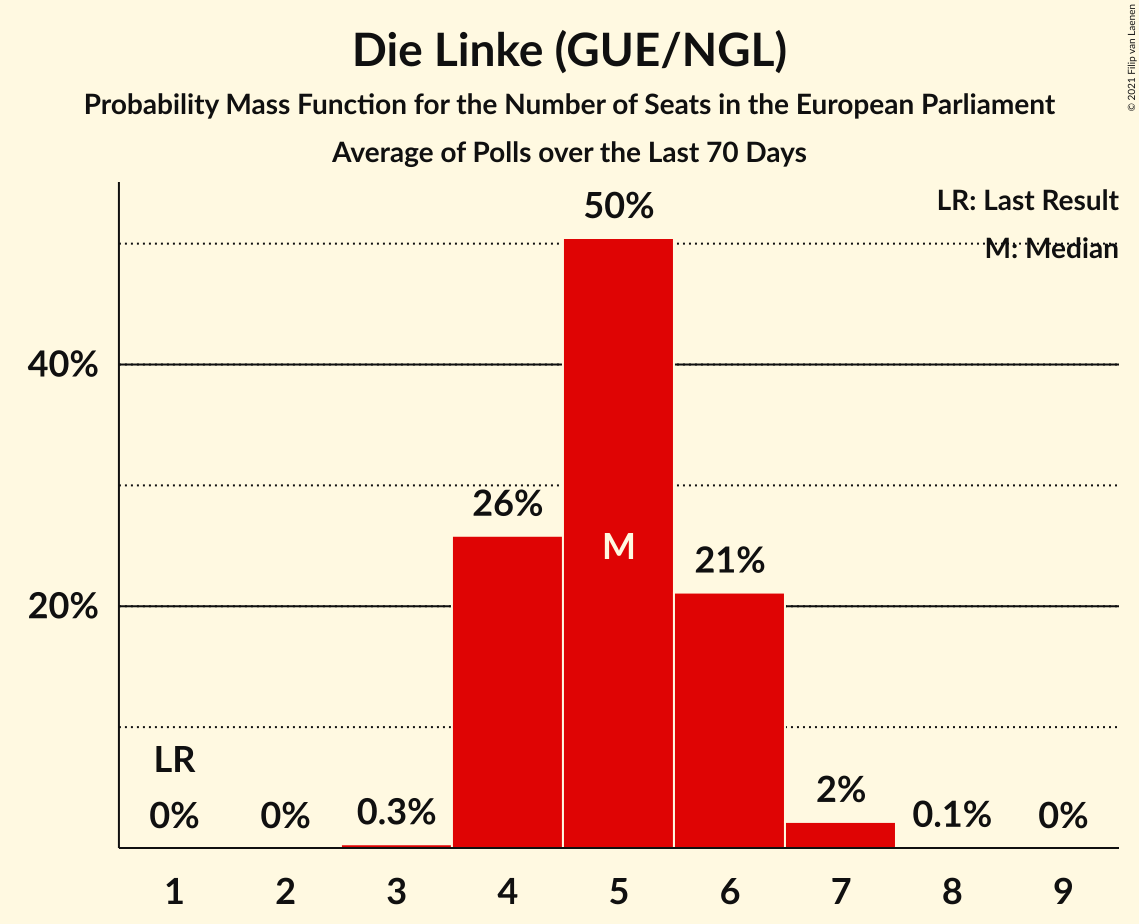 Die Linke (GUE/NGL)
Probability Mass Function for the Number of Seats in the European Parliament
Average of Polls over the Last 70 Days
© 2021 Filip van Laenen
LR: Last Result
M: Median
50%
40%
26%
M
21%
20%
LR
0%
0%
0.3%
2%
0.1%
0%
1 2 3 4 5 6 7 8 9